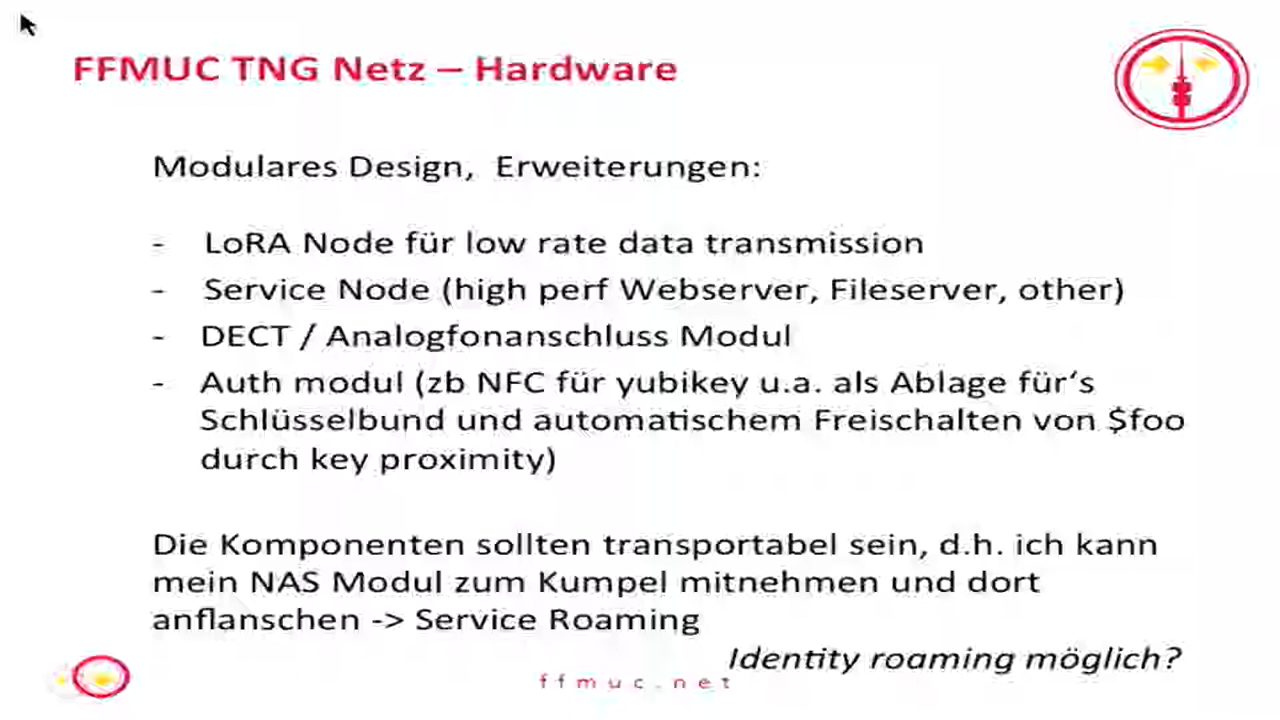 FFMUC TNG Netz – Hardware
Modulares Design,  Erweiterungen:
- LoRA Node für low rate data transmission
- Service Node (high perf Webserver, Fileserver, other)
- DECT / Analogfonanschluss Modul
- Auth modul (zb NFC für yubikey u.a. als Ablage für‘s
Schlüsselbund und automatischem Freischalten von $foo
durch key proximity)
Die Komponenten sollten transportabel sein, d.h. ich kann
mein NAS Modul zum Kumpel mitnehmen und dort
anflanschen -> Service Roaming
Identity roaming möglich?
ffmuc.net